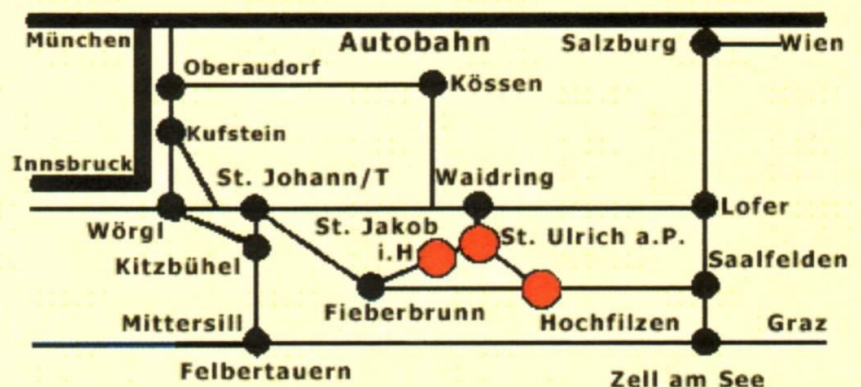 München
Autobahn
Salzburg
Wien
Oberaudorf
Kössen
Kufstein
Innsbruck
St. Johann/T
Waidring
Wörgl
St. Jakob
i.H
St. Ulrich a.P.
Lofer
Kitzbühel
Saalfelden
Fieberbrunn
Hochfilzen
Mittersill
Graz
Felbertauern
Zell am See